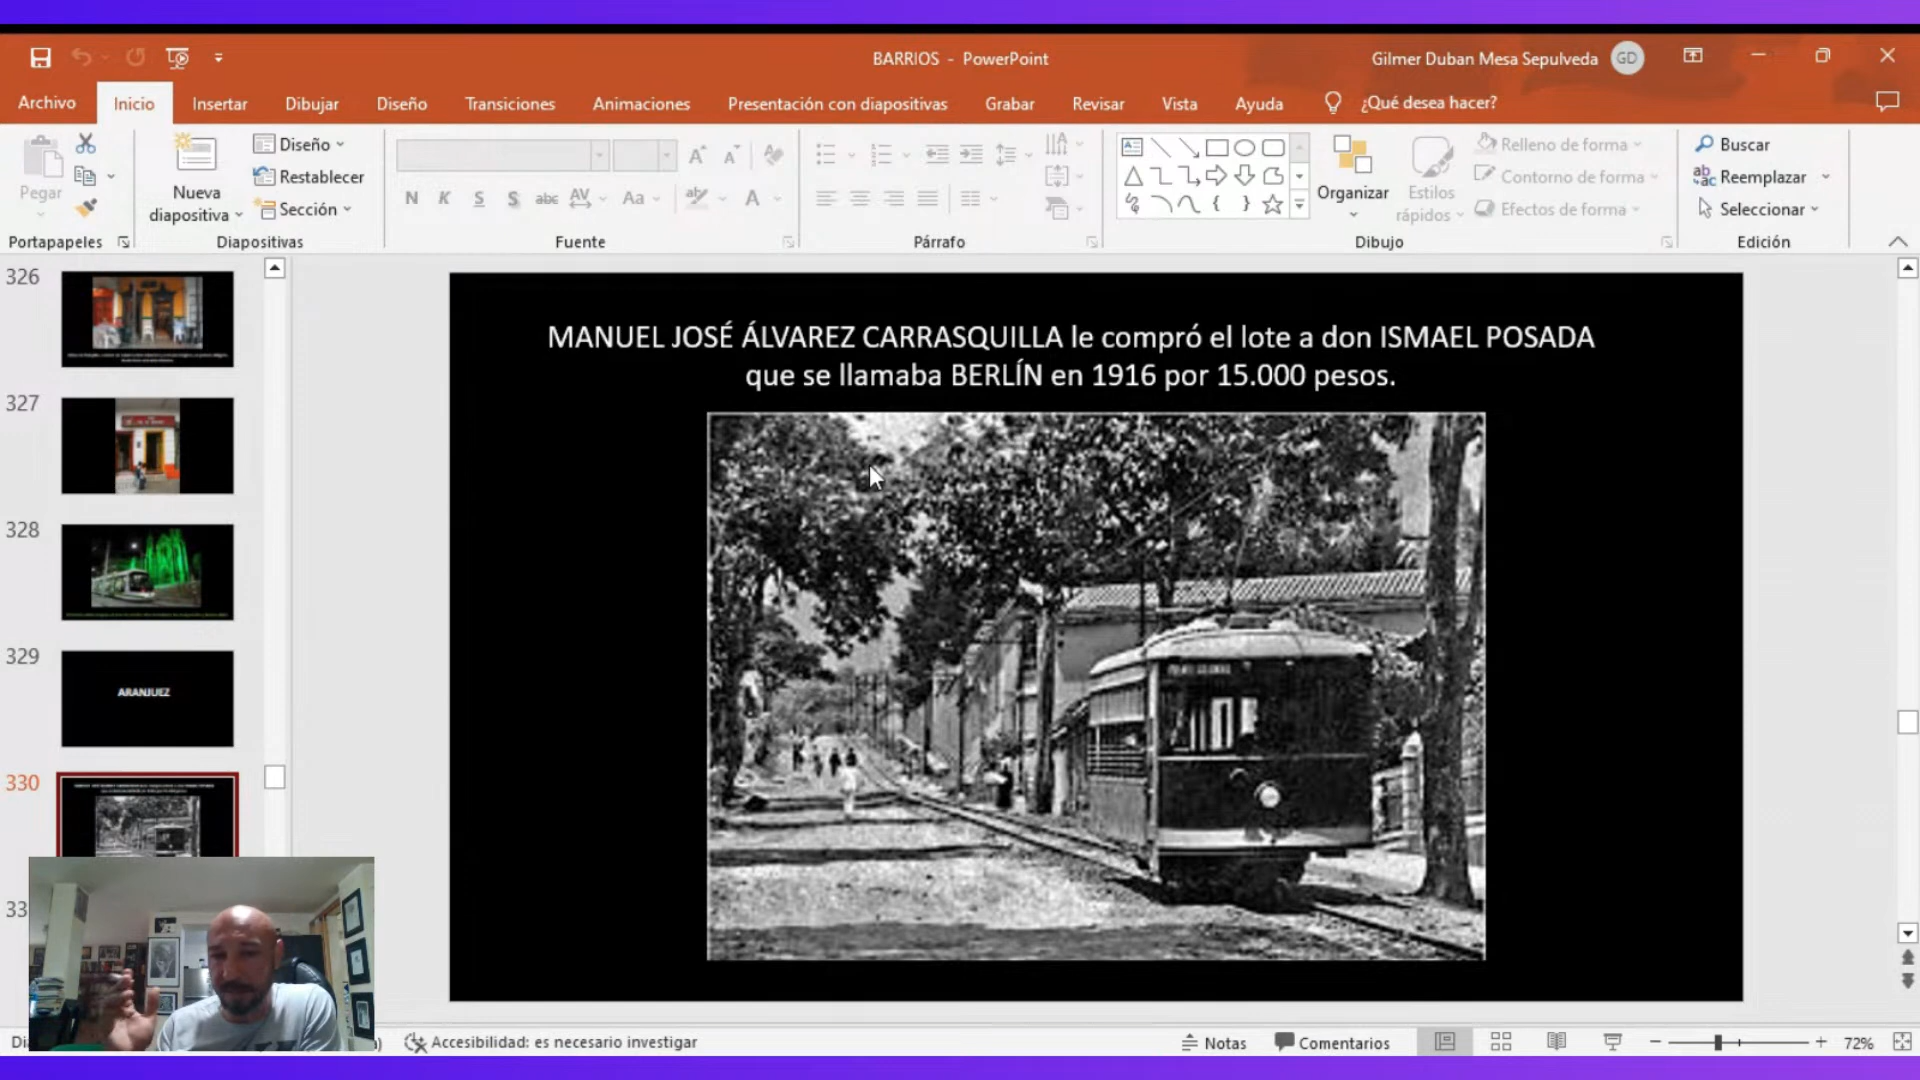 BARRIOS - PowerPoint
Gilmer Duban Mesa Sepulveda
GD
Archivo
Inicio
Insertar
Dibujar
Diseño
Transiciones
Animaciones
Presentación con diapositivas
Grabar
Revisar
Vista
Ayuda
¿Qué desea hacer?
Pegar
Nueva
diapositiva
Diseño
Restablecer
Sección
N K S S abc AV Aa A
Organizar
Estilos
rápidos
Relleno de forma
Contorno de forma
Efectos de forma
Buscar
Reemplazar
Seleccionar
Portapapeles
Diapositivas
Fuente
Párrafo
Dibujo
Edición
326
327
328
329
ARANJUEZ
330
33
MANUEL JOSÉ ÁLVAREZ CARRASQUILLA le compró el lote a don ISMAEL POSADA
que se llamaba BERLÍN en 1916 por 15.000 pesos.
Accesibilidad: es necesario investigar
Notas
Comentarios
72%